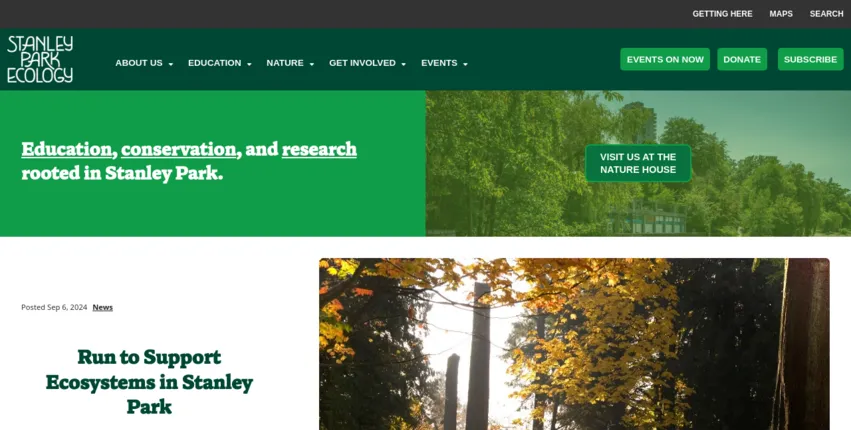 GETTING HERE MAPS SEARCH
STANLEY
PARK
ECOLOGY
ABOUT US EDUCATION NATURE GET INVOLVED EVENTS
EVENTS ON NOW DONATE SUBSCRIBE
Education, conservation, and research
rooted in Stanley Park.
VISIT US AT THE
NATURE HOUSE
Posted Sep 6, 2024 News
Run to Support
Ecosystems in Stanley
Park